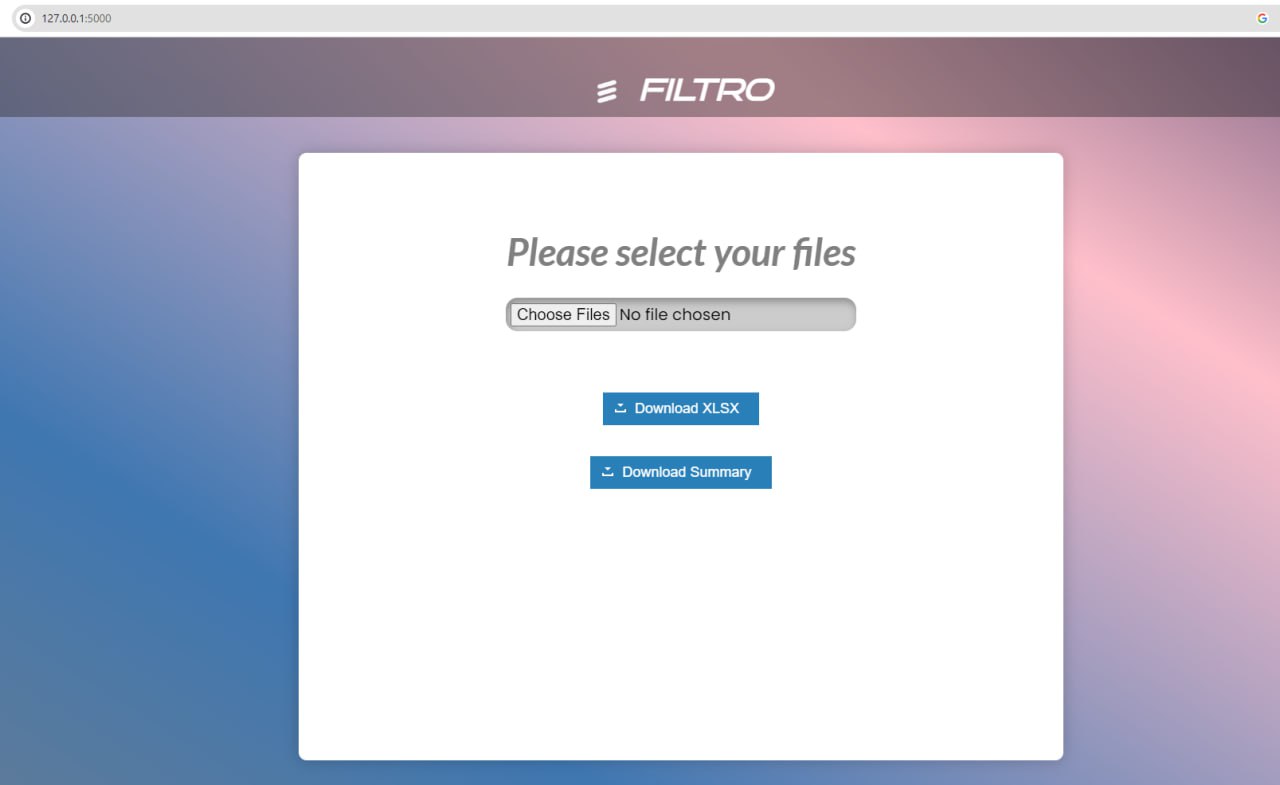 127.0.0.1:5000
FILTRO
Please select your files
Choose Files No file chosen
Download XLSX
Download Summary